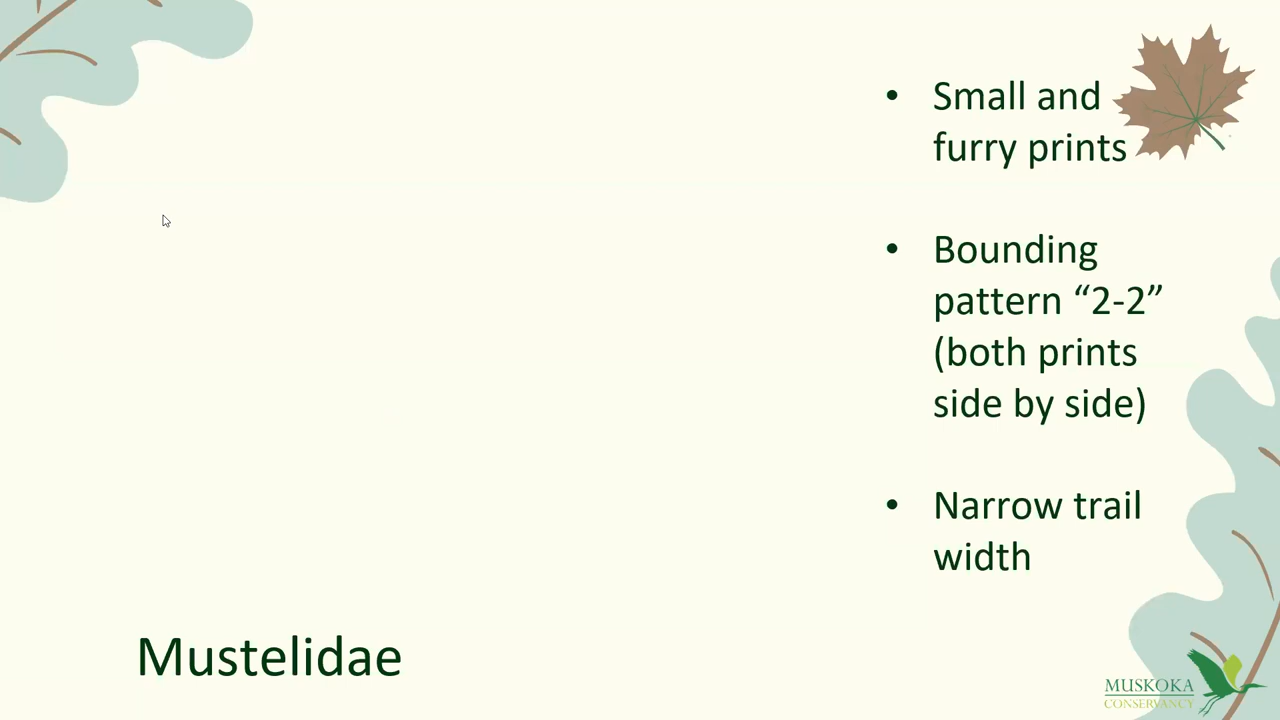 • Small and
furry prints
• Bounding
pattern “2-2”
(both prints
side by side)
• Narrow trail
width
Mustelidae
MUSKOKA
CONSERVANCY